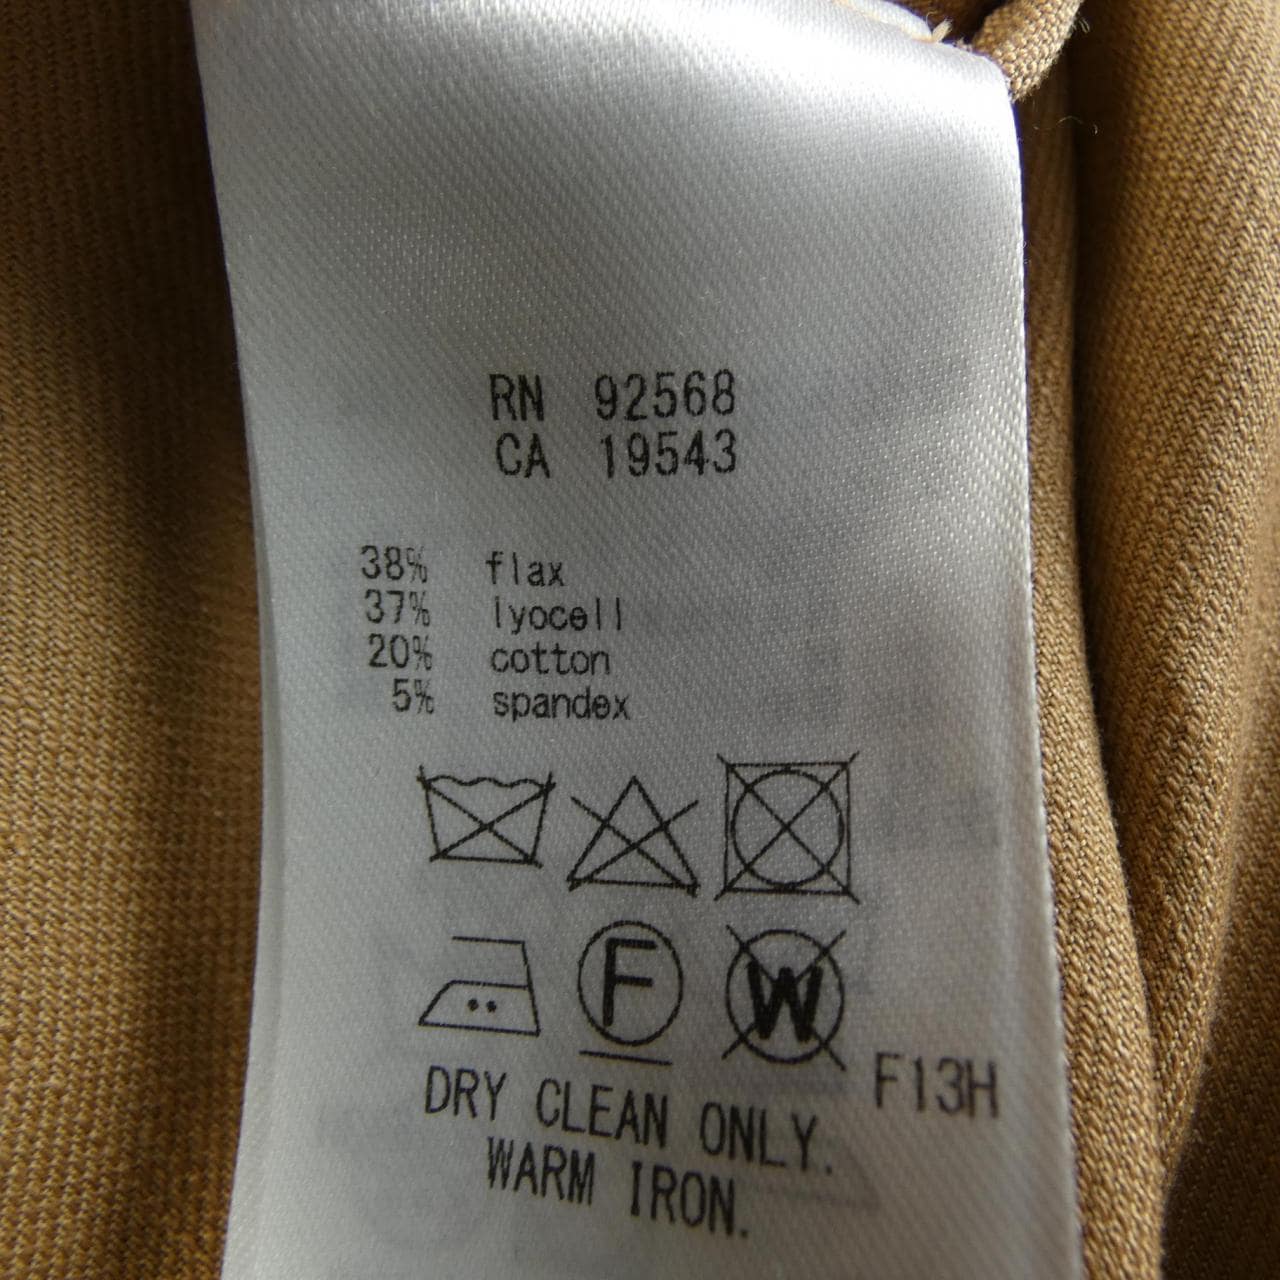 RN 92568
CA 19543
38% flax
37% lyocell
20% cotton
5% spandex
F W
F13H
DRY CLEAN ONLY.
WARM IRON.